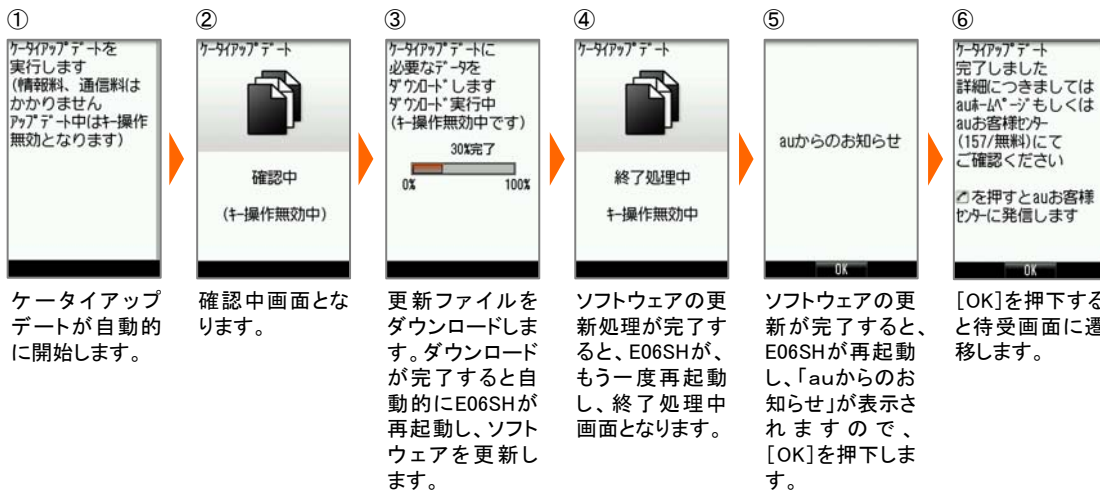 ①
ケータイアップデートを
実行します
(情報料、通信料は
かかりません
アップデート中はキー操作
無効となります)
ケータイアップ
デートが自動的
に開始します。
②
ケータイアップデート
確認中
(キー操作無効中)
確認中画面とな
ります。
③
ケータイアップデートに
必要なデータを
ダウンロードします
ダウンロード実行中
(キー操作無効中です)
30%完了
0% 100%
更新ファイルを
ダウンロードしま
す。ダウンロード
が完了すると自
動的にE06SHが
再起動し、ソフト
ウェアを更新し
ます。
④
ケータイアップデート
終了処理中
キー操作無効中
ソフトウェアの更
新処理が完了す
ると、E06SHが、
もう一度再起動
し、終了処理中
画面となります。
⑤
auからのお知らせ
OK
ソフトウェアの更
新が完了すると、
E06SHが再起動
し、「auからのお
知らせ」が表示さ
れますので、
[OK]を押下しま
す。
⑥
ケータイアップデート
完了しました
詳細につきましては
auホームページもしくは
auお客様センター
(157/無料)にて
ご確認ください
を押すとauお客様
センターに発信します
OK
[OK]を押下する
と待受画面に遷
移します。